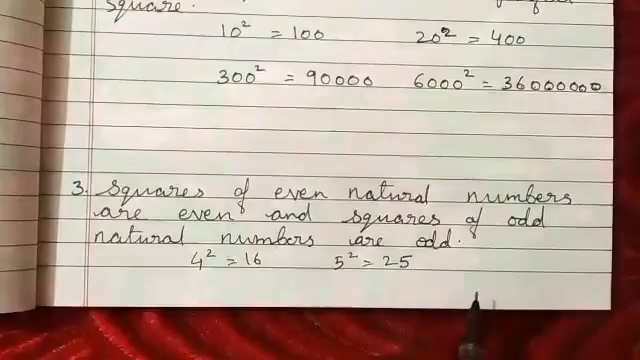 square.
10² = 100 20² = 400
300² = 90000 6000² = 36000000
3. Squares of even natural numbers
are even and squares of odd
natural numbers are odd.
4² = 16 5² = 25